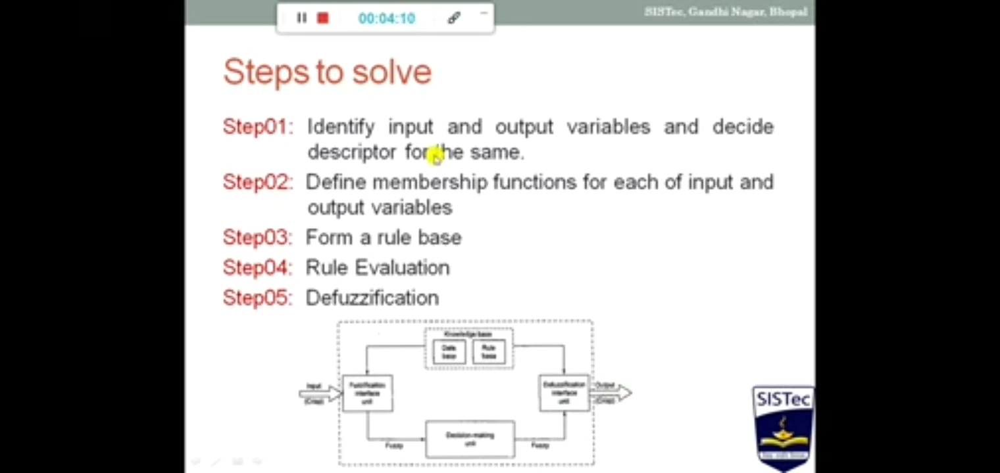 00:04:10
SISTec, Gandhi Nagar, Bhopal
Steps to solve
Step01: Identify input and output variables and decide
descriptor for the same.
Step02: Define membership functions for each of input and
output variables
Step03: Form a rule base
Step04: Rule Evaluation
Step05: Defuzzification
Knowledge base
Data
base
Rule
base
Input
(Crisp)
Fuzzification
interface
unit
Defuzzification
interface
unit
Output
(Crisp)
Decision-making
unit
Fuzzy
Fuzzy
SISTec